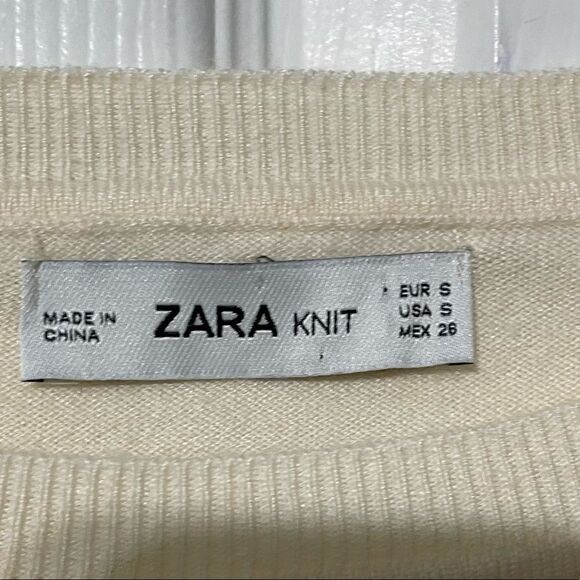 MADE IN
CHINA
ZARA KNIT
EUR S
USA S
MEX 26